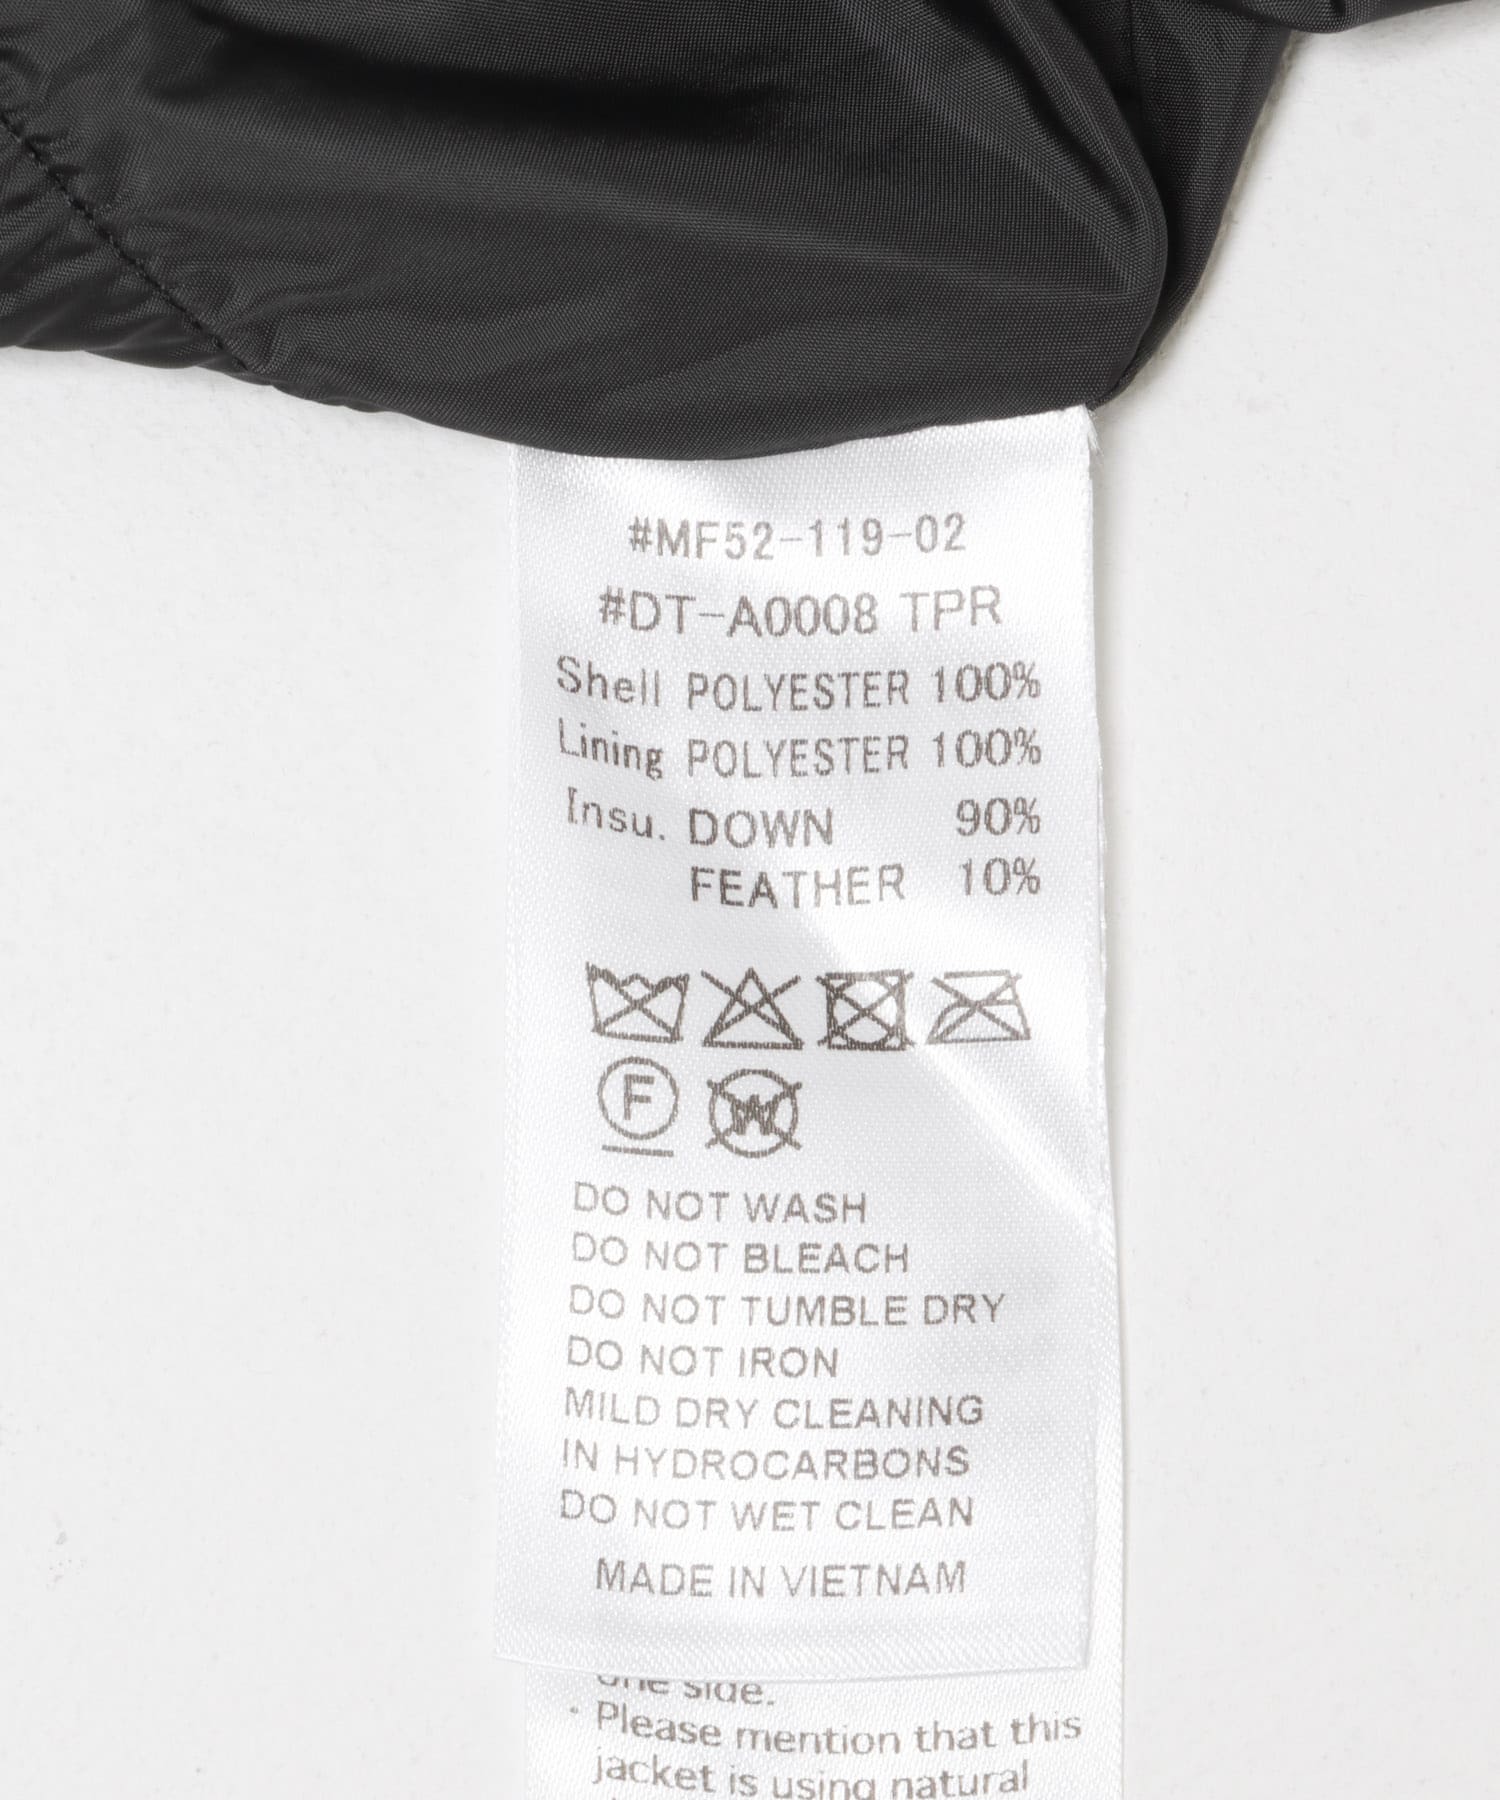 #MF52-119-02
#DT-A0008 TPR
Shell POLYESTER 100%
Lining POLYESTER 100%
Insu. DOWN 90%
FEATHER 10%
F
W
DO NOT WASH
DO NOT BLEACH
DO NOT TUMBLE DRY
DO NOT IRON
MILD DRY CLEANING
IN HYDROCARBONS
DO NOT WET CLEAN
MADE IN VIETNAM
one side.
・Please mention that this
jacket is using natural